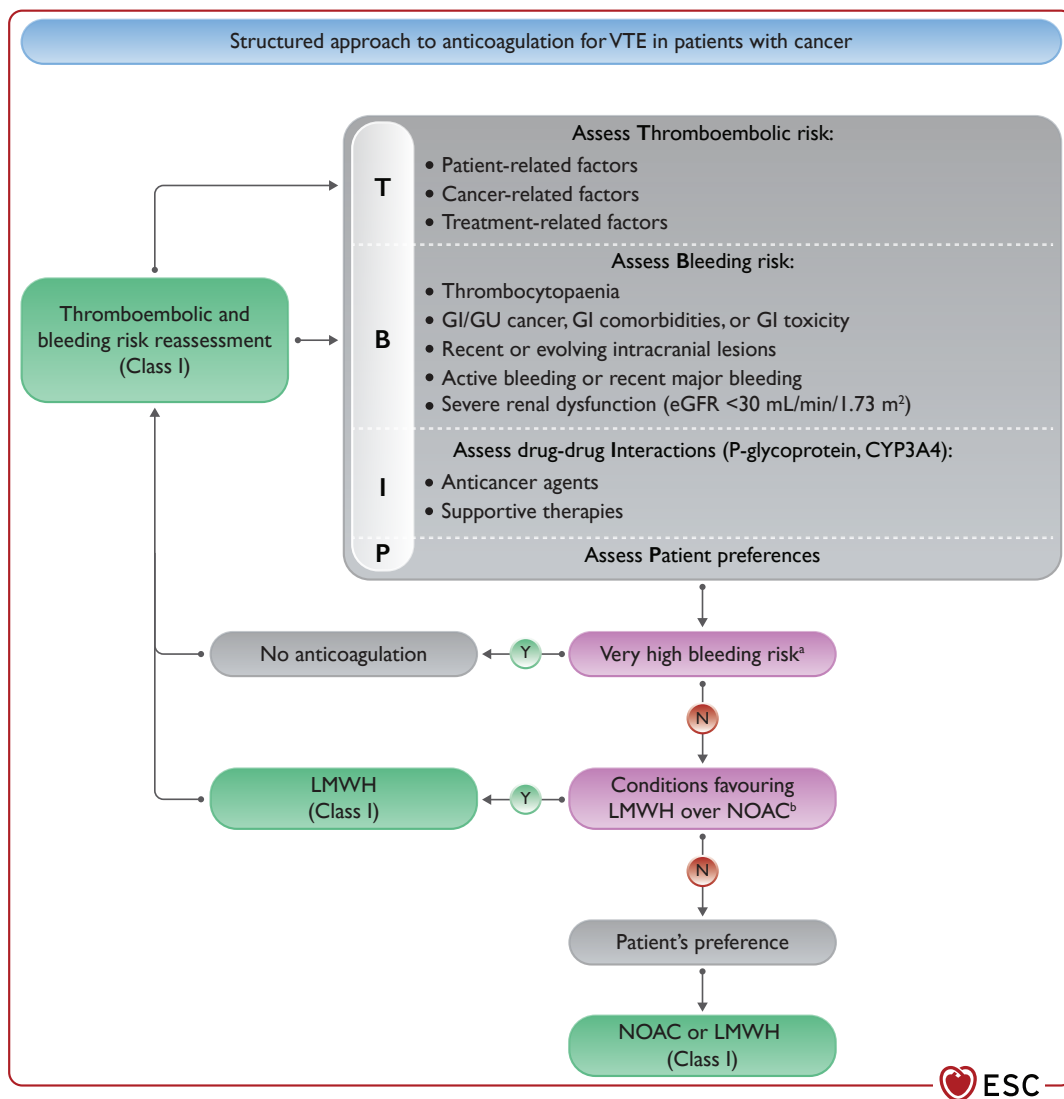 Structured approach to anticoagulation for VTE in patients with cancer
Assess Thromboembolic risk:
T
• Patient-related factors
• Cancer-related factors
• Treatment-related factors
Assess Bleeding risk:
B
• Thrombocytopaenia
• GI/GU cancer, GI comorbidities, or GI toxicity
• Recent or evolving intracranial lesions
• Active bleeding or recent major bleeding
• Severe renal dysfunction (eGFR <30 mL/min/1.73 m²)
Thromboembolic and
bleeding risk reassessment
(Class I)
Assess drug-drug Interactions (P-glycoprotein, CYP3A4):
I
• Anticancer agents
• Supportive therapies
P
Assess Patient preferences
No anticoagulation
Y
Very high bleeding riskᵃ
N
LMWH
(Class I)
Y
Conditions favouring
LMWH over NOACᵇ
N
Patient's preference
NOAC or LMWH
(Class I)
ESC